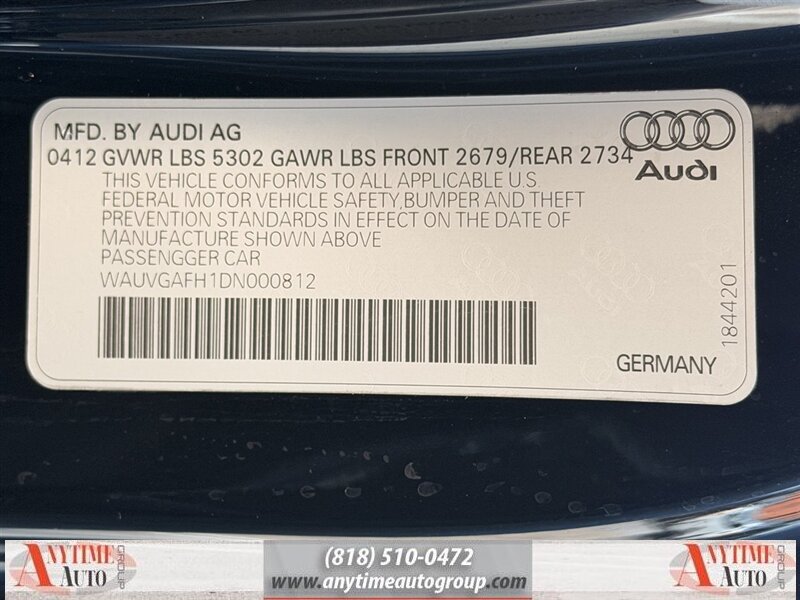 MFD. BY AUDI AG
0412 GVWR LBS 5302 GAWR LBS FRONT 2679/REAR 2734
Audi
THIS VEHICLE CONFORMS TO ALL APPLICABLE U.S.
FEDERAL MOTOR VEHICLE SAFETY,BUMPER AND THEFT
PREVENTION STANDARDS IN EFFECT ON THE DATE OF
MANUFACTURE SHOWN ABOVE
PASSENGGER CAR
WAUVGAFH1DN000812
1844201
GERMANY
ANYTIME AUTO GROUP
(818) 510-0472
www.anytimeautogroup.com
ANYTIME AUTO GROUP